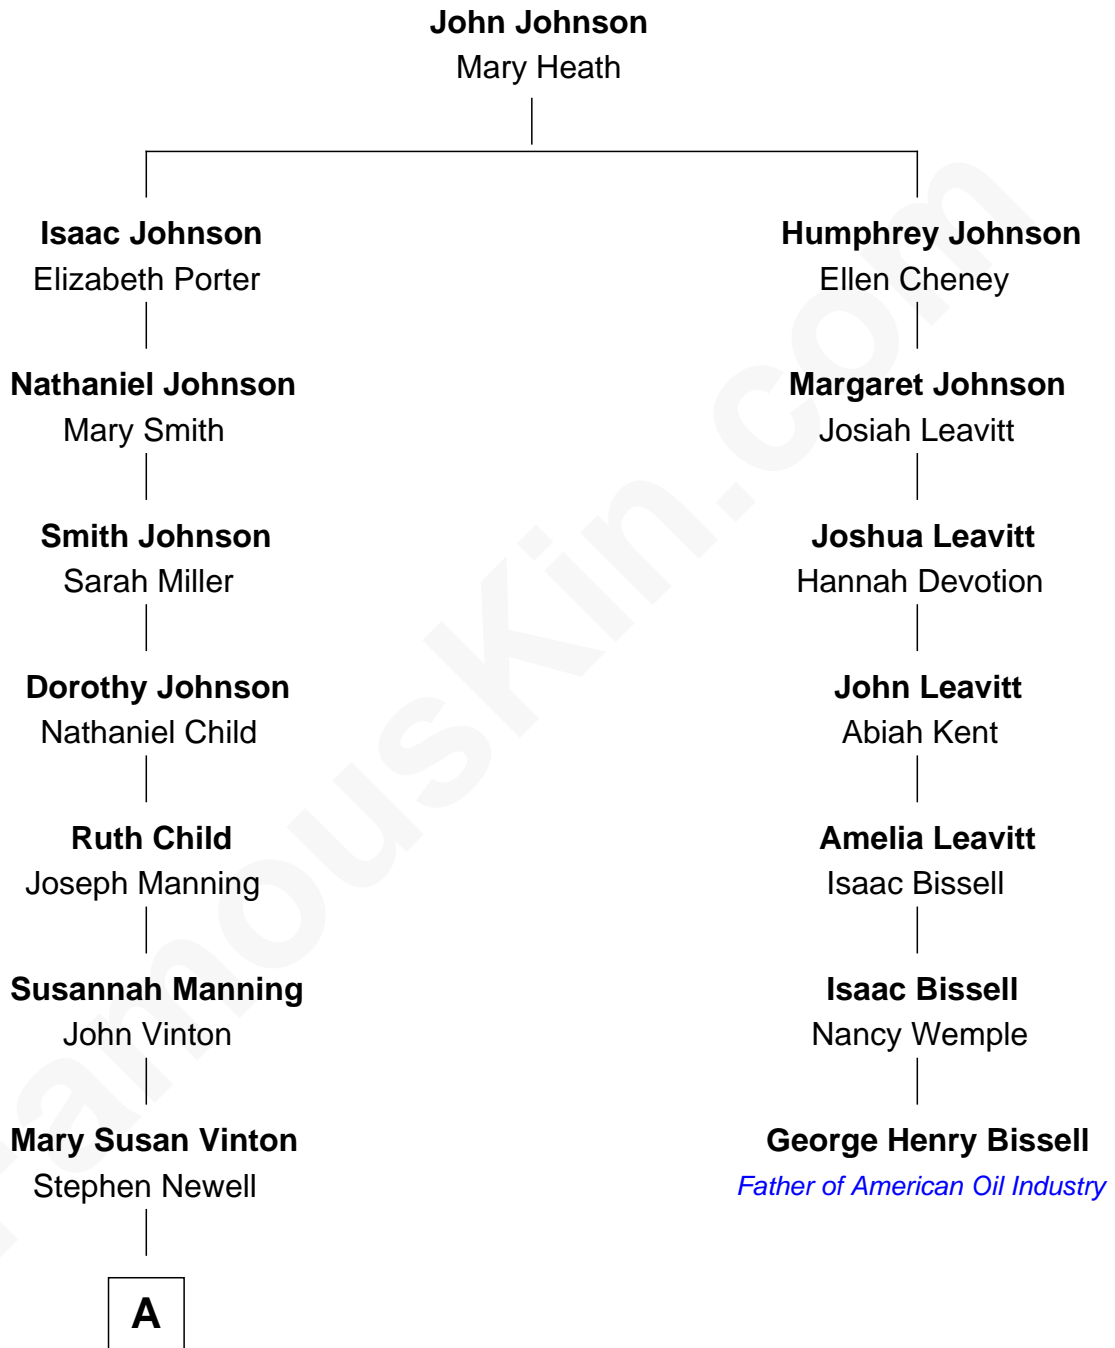 John Johnson
Mary Heath
Isaac Johnson
Elizabeth Porter
Nathaniel Johnson
Mary Smith
Smith Johnson
Sarah Miller
Dorothy Johnson
Nathaniel Child
Ruth Child
Joseph Manning
Susannah Manning
John Vinton
Mary Susan Vinton
Stephen Newell
A
Humphrey Johnson
Ellen Cheney
Margaret Johnson
Josiah Leavitt
Joshua Leavitt
Hannah Devotion
John Leavitt
Abiah Kent
Amelia Leavitt
Isaac Bissell
Isaac Bissell
Nancy Wemple
George Henry Bissell
Father of American Oil Industry
FamousKin.com